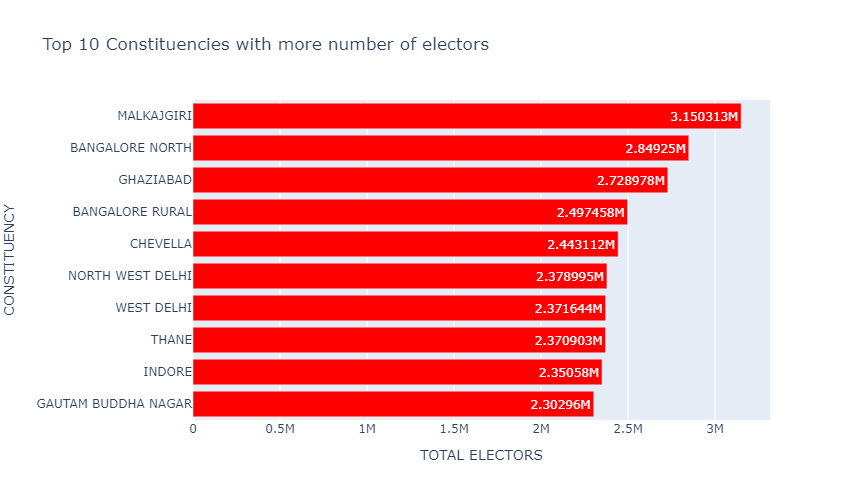 Top 10 Constituencies with more number of electors
CONSTITUENCY
MALKAJGIRI 3.150313M
BANGALORE NORTH 2.84925M
GHAZIABAD 2.728978M
BANGALORE RURAL 2.497458M
CHEVELLA 2.443112M
NORTH WEST DELHI 2.378995M
WEST DELHI 2.371644M
THANE 2.370903M
INDORE 2.35058M
GAUTAM BUDDHA NAGAR 2.30296M
0 0.5M 1M 1.5M 2M 2.5M 3M
TOTAL ELECTORS